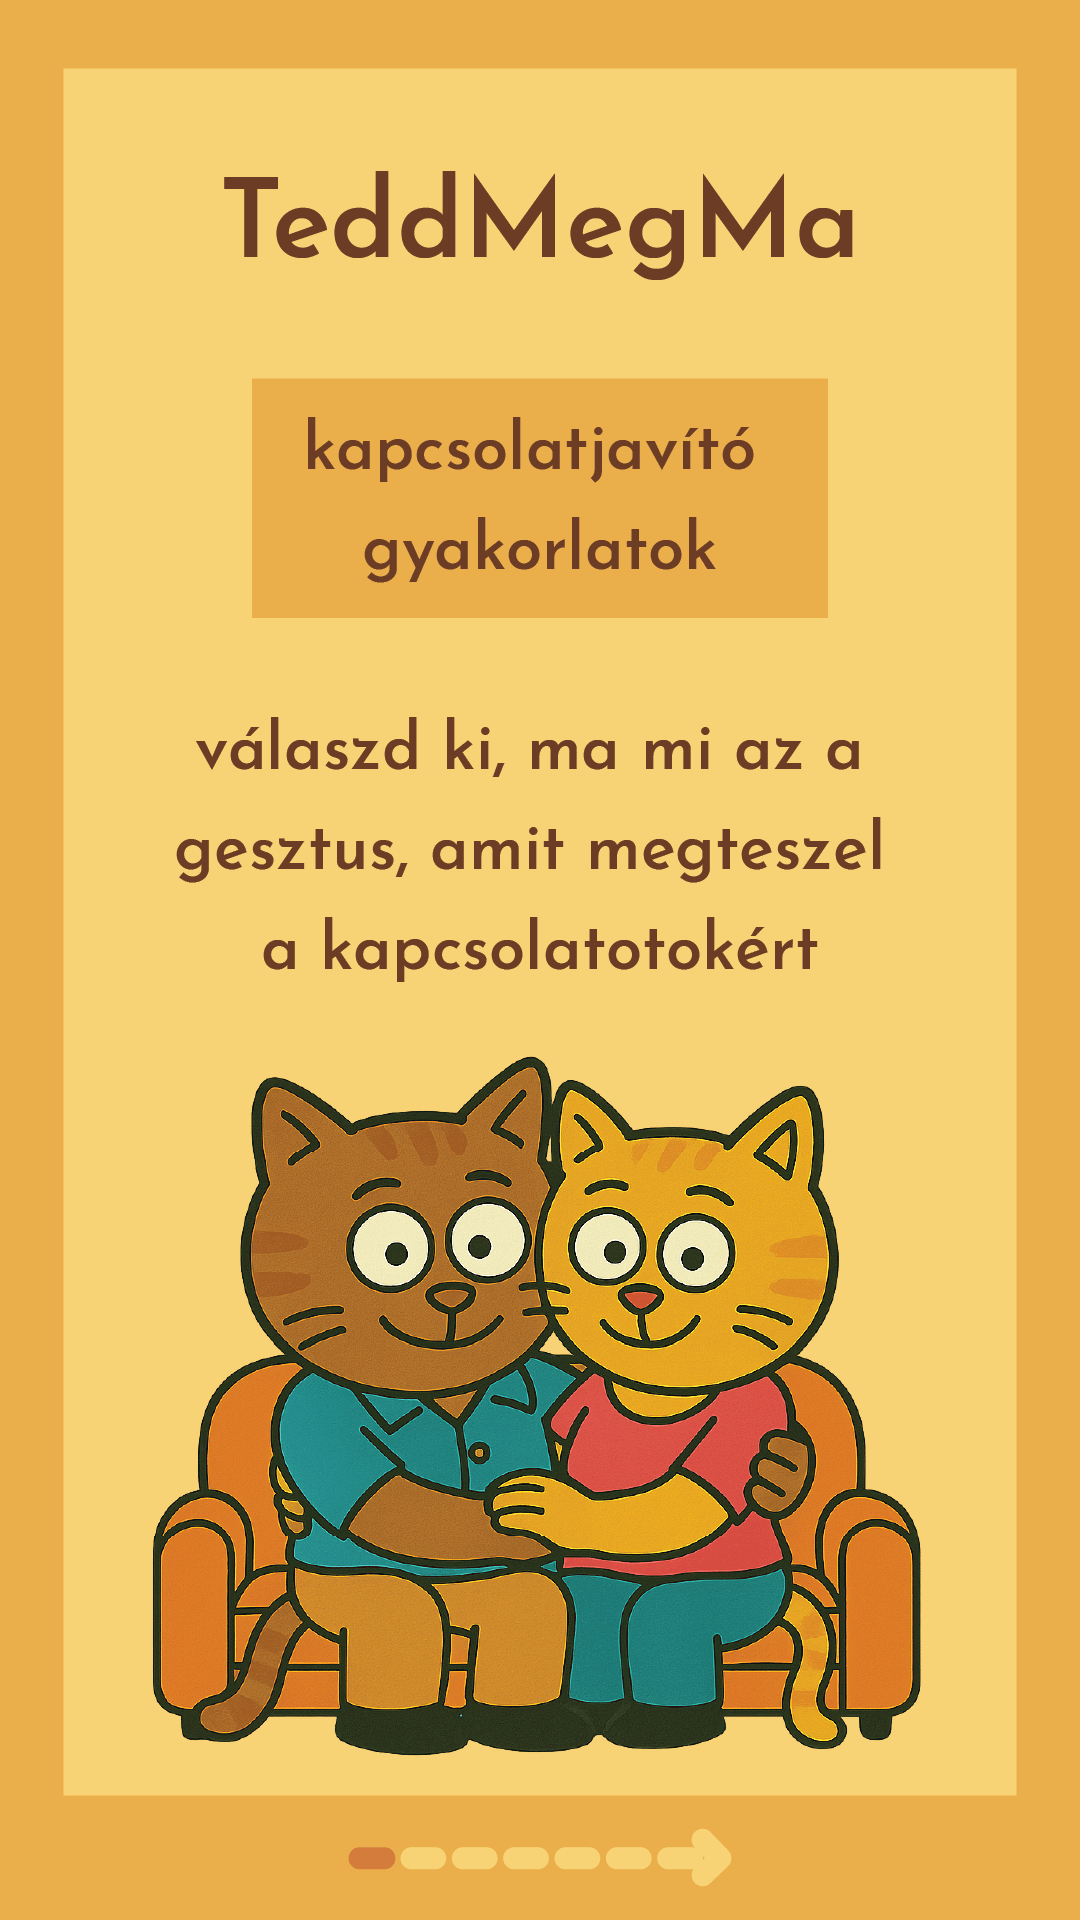 TeddMegMa
kapcsolatjavító
gyakorlatok
válaszd ki, ma mi az a
gesztus, amit megteszel
a kapcsolatotokért